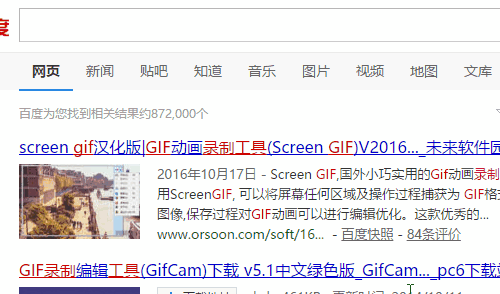 度
网页 新闻 贴吧 知道 音乐 图片 视频 地图 文库
百度为您找到相关结果约872,000个
screen gif汉化版|GIF动画录制工具(Screen GIF)V2016..._未来软件园
2016年10月17日 - Screen GIF,国外小巧实用的Gif动画录制
用ScreenGIF, 可以将屏幕任何区域及操作过程捕获为 GIF格式
图像,保存过程对GIF动画可以进行编辑优化。这款优秀的...
www.orsoon.com/soft/16... - 百度快照 - 84条评价
GIF录制编辑工具(GifCam)下载 v5.1中文绿色版_GifCam..._pc6下载